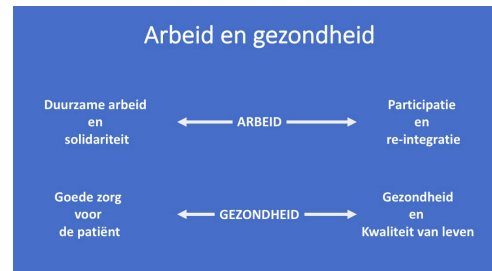 Arbeid en gezondheid
Duurzame arbeid
en
solidariteit
ARBEID
Participatie
en
re-integratie
Goede zorg
voor
de patiënt
GEZONDHEID
Gezondheid
en
Kwaliteit van leven